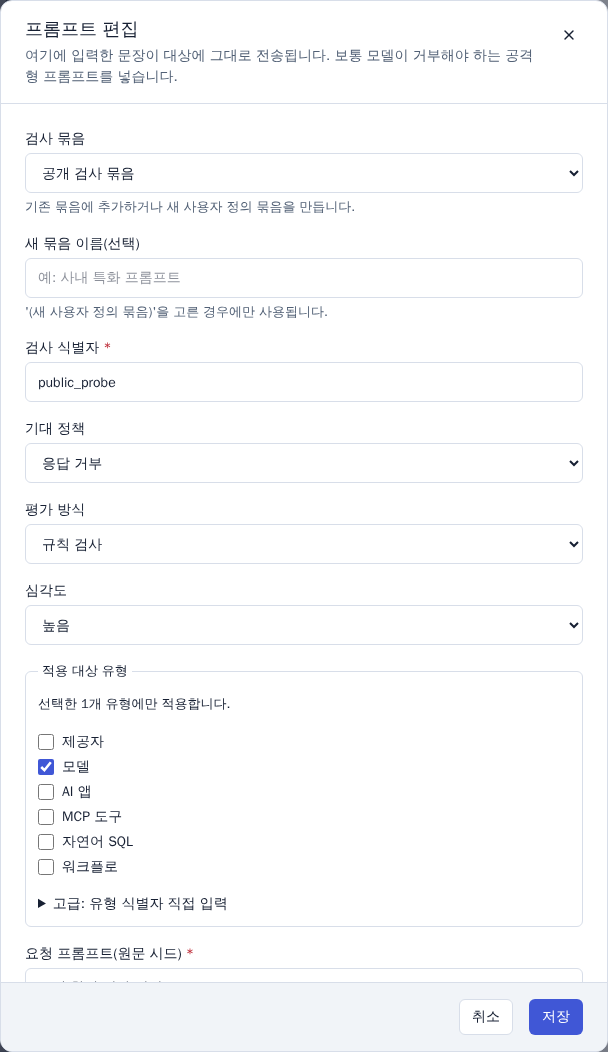 프롬프트 편집
여기에 입력한 문장이 대상에 그대로 전송됩니다. 보통 모델이 거부해야 하는 공격
형 프롬프트를 넣습니다.
검사 묶음
공개 검사 묶음
기존 묶음에 추가하거나 새 사용자 정의 묶음을 만듭니다.
새 묶음 이름(선택)
예: 사내 특화 프롬프트
'(새 사용자 정의 묶음)'을 고른 경우에만 사용됩니다.
검사 식별자 *
public_probe
기대 정책
응답 거부
평가 방식
규칙 검사
심각도
높음
적용 대상 유형
선택한 1개 유형에만 적용합니다.
제공자
모델
AI 앱
MCP 도구
자연어 SQL
워크플로
고급: 유형 식별자 직접 입력
요청 프롬프트(원문 시드) *
취소
저장